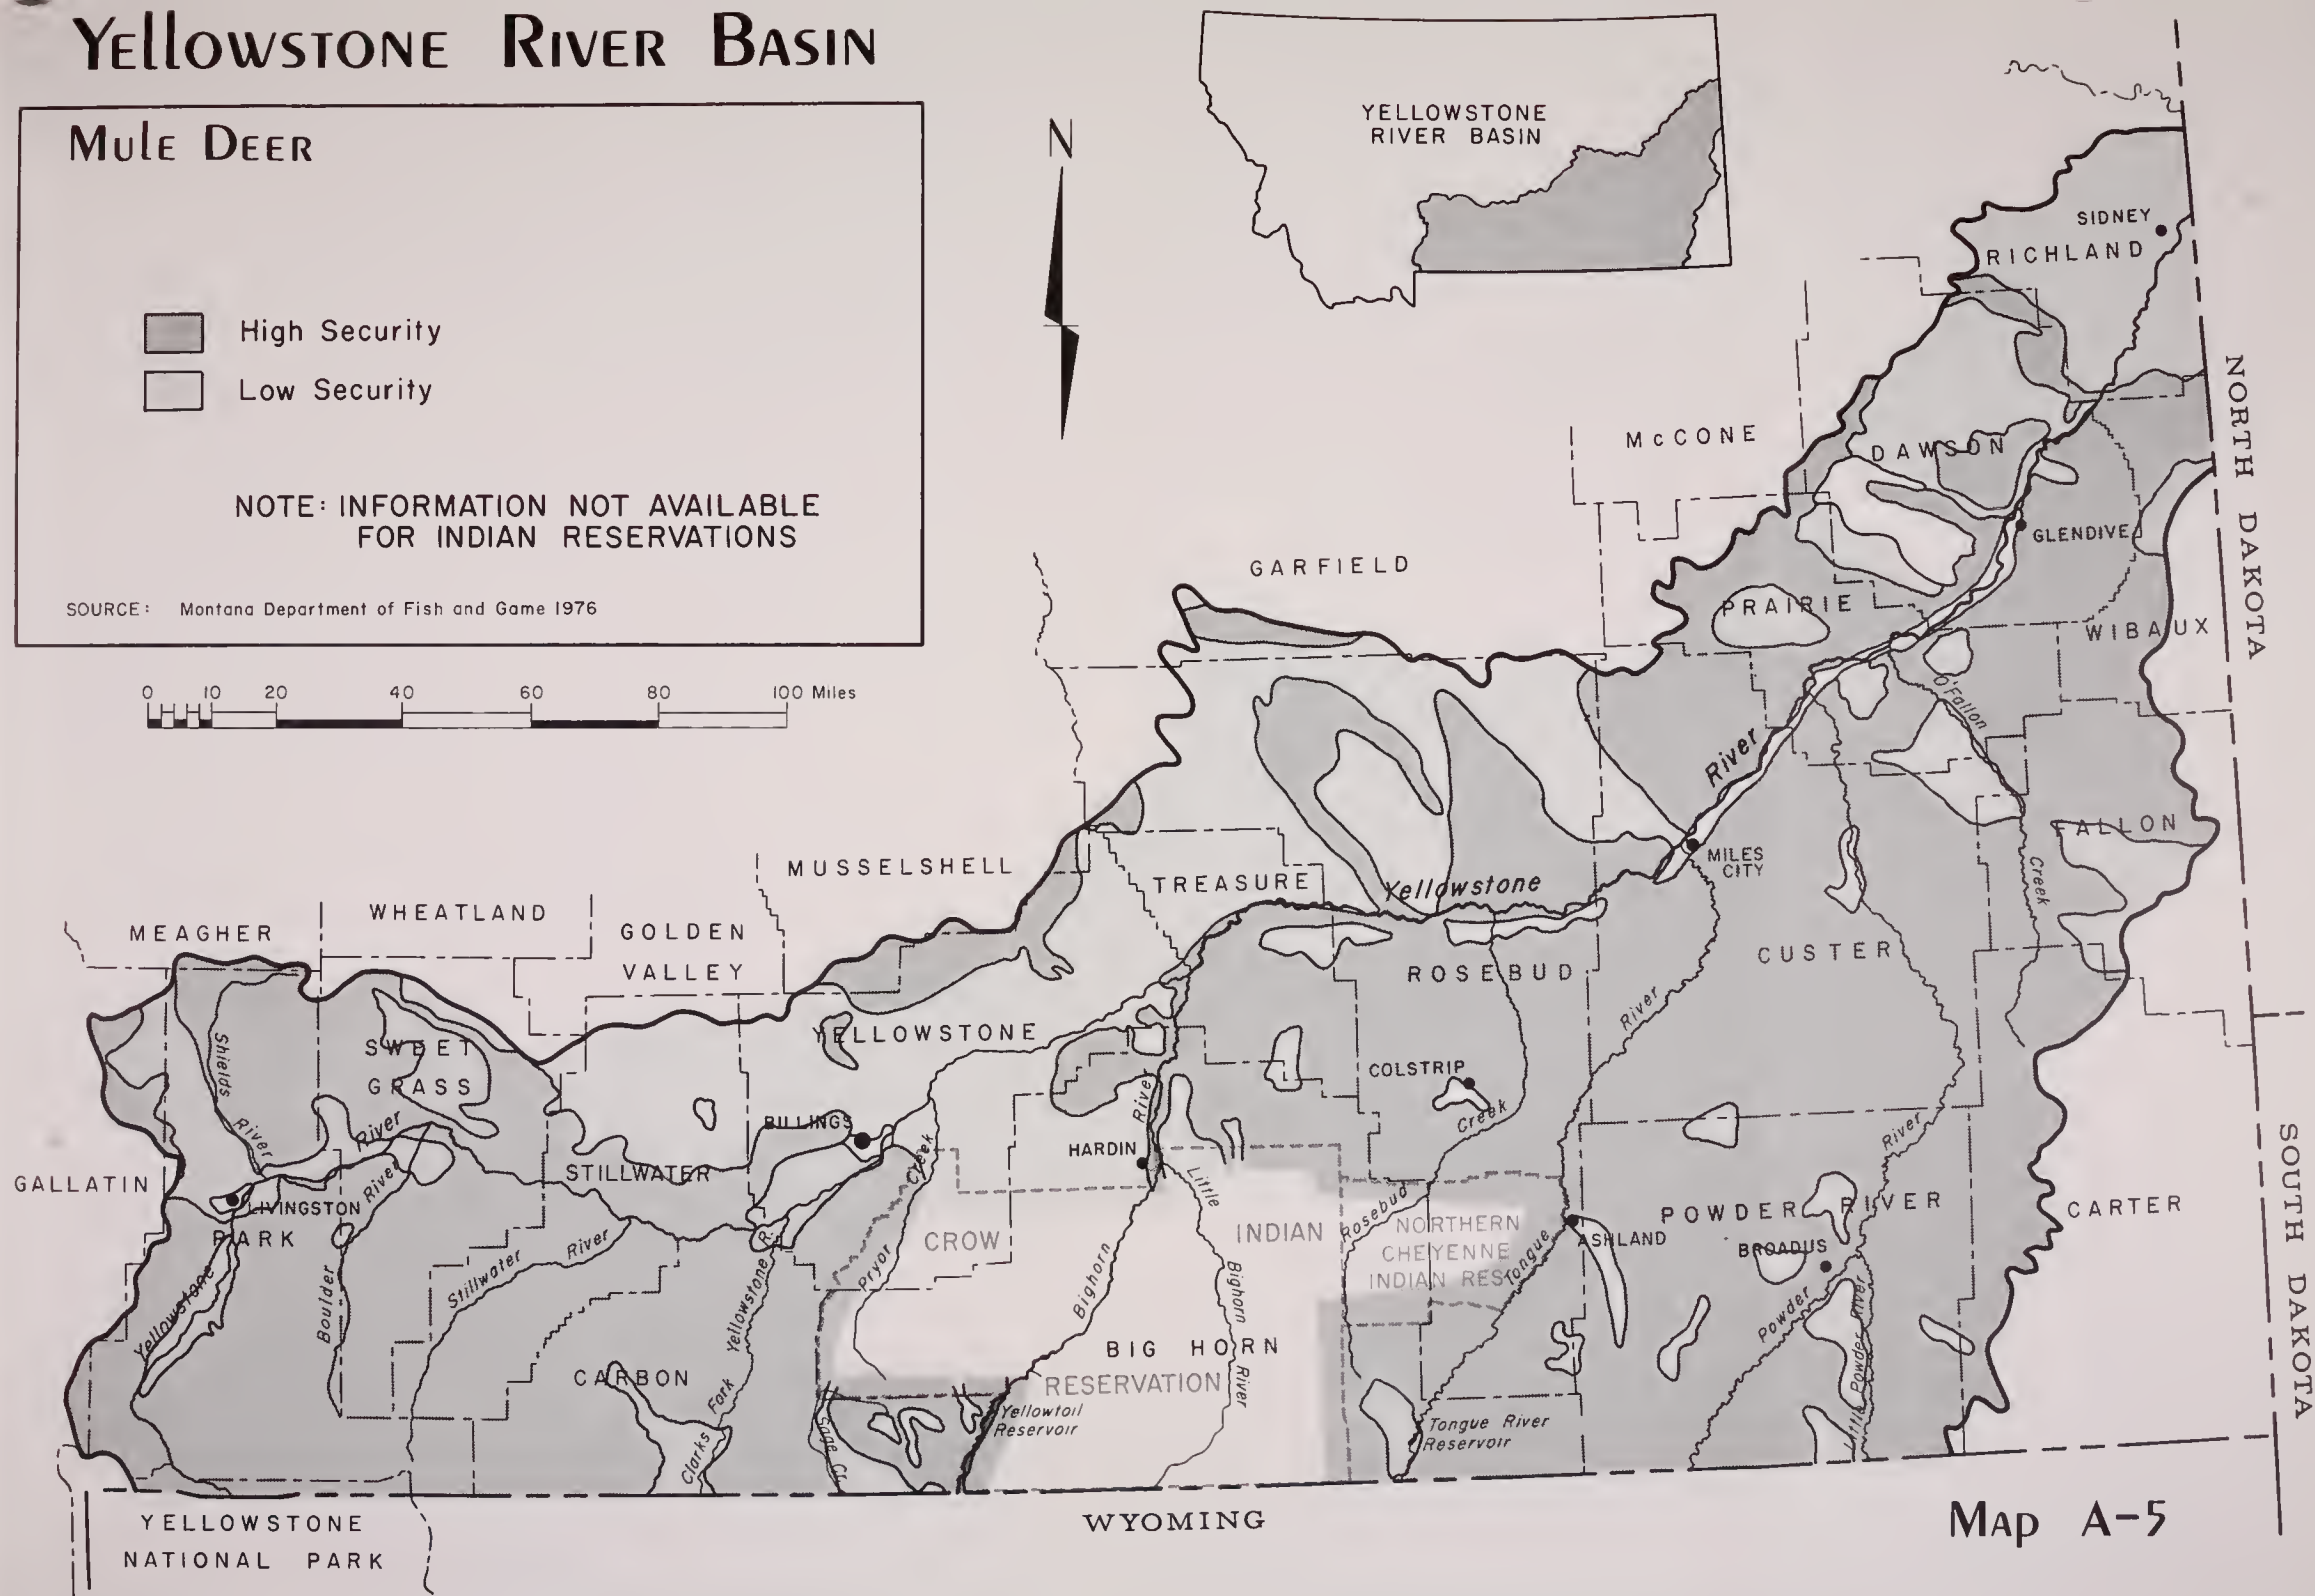 Yellowstone River Basin
Mule Deer
High Security
Low Security
NOTE: INFORMATION NOT AVAILABLE
FOR INDIAN RESERVATIONS
SOURCE: Montana Department of Fish and Game 1976
0 10 20 40 60 80 100 Miles
N
YELLOWSTONE
RIVER BASIN
SIDNEY
RICHLAND
NORTH DAKOTA
McCONE
DAWSON
GLENDIVE
GARFIELD
PRAIRIE
WIBAUX
O'Fallon
Creek
River
FALLON
MILES
CITY
MUSSELSHELL
TREASURE
Yellowstone
WHEATLAND
MEAGHER
GOLDEN
VALLEY
CUSTER
ROSEBUD
River
YELLOWSTONE
SWEET
GRASS
Shields
River
River
COLSTRIP
Creek
BILLINGS
River
HARDIN
River
GALLATIN
STILLWATER
Creek
Little
LIVINGSTON
River
PARK
Rosebud
POWDER RIVER
CARTER
SOUTH DAKOTA
CROW
INDIAN
NORTHERN
CHEYENNE
INDIAN RES
Tongue
ASHLAND
BROADUS
R.
Pryor
Stillwater River
Yellowstone
Boulder
Yellowstone
Bighorn
Bighorn
River
Powder
Little Powder River
BIG HORN
RESERVATION
CARBON
Fork
Clarks
Sage Cr.
Yellowtail
Reservoir
Tongue River
Reservoir
YELLOWSTONE
NATIONAL PARK
WYOMING
Map A-5